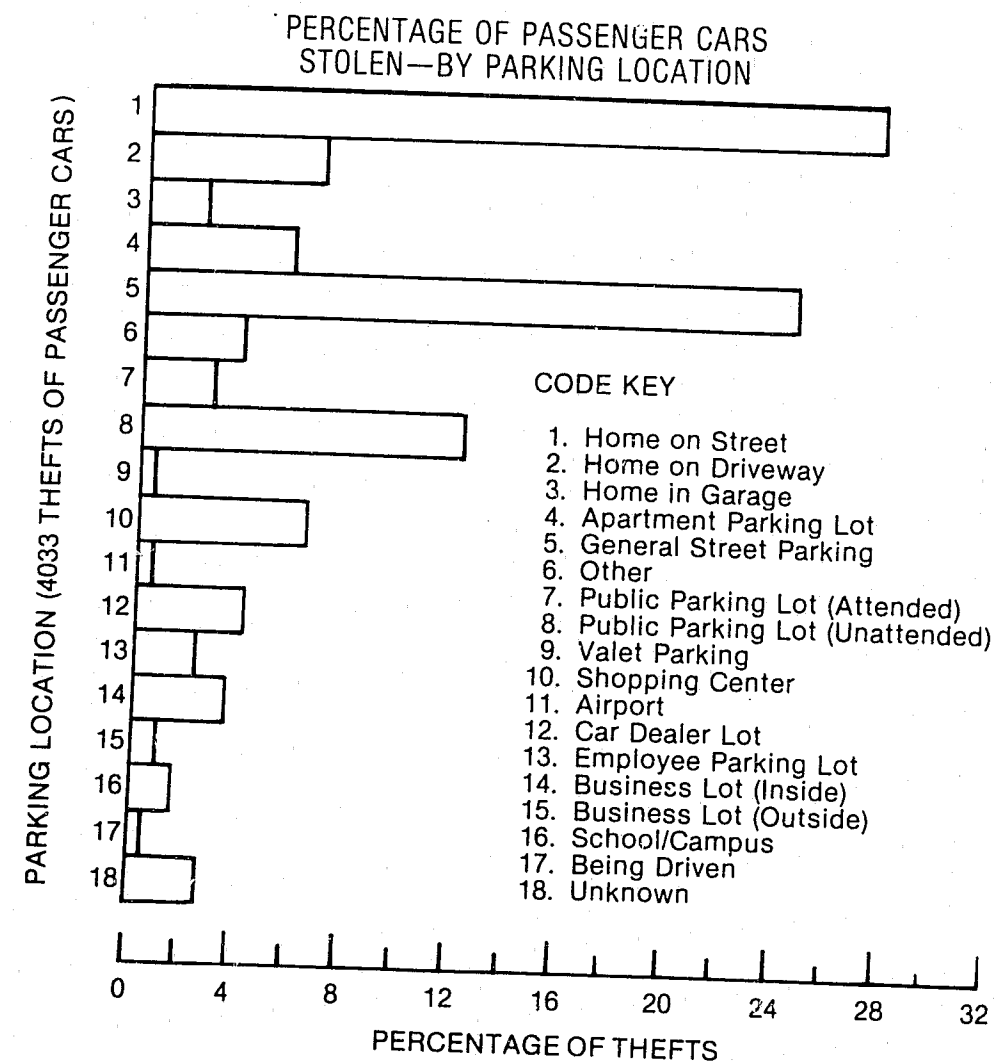 PERCENTAGE OF PASSENGER CARS
STOLEN—BY PARKING LOCATION
PARKING LOCATION (4033 THEFTS OF PASSENGER CARS)
1
2
3
4
5
6
7
8
9
10
11
12
13
14
15
16
17
18
CODE KEY
1. Home on Street
2. Home on Driveway
3. Home in Garage
4. Apartment Parking Lot
5. General Street Parking
6. Other
7. Public Parking Lot (Attended)
8. Public Parking Lot (Unattended)
9. Valet Parking
10. Shopping Center
11. Airport
12. Car Dealer Lot
13. Employee Parking Lot
14. Business Lot (Inside)
15. Business Lot (Outside)
16. School/Campus
17. Being Driven
18. Unknown
0 4 8 12 16 20 24 28 32
PERCENTAGE OF THEFTS